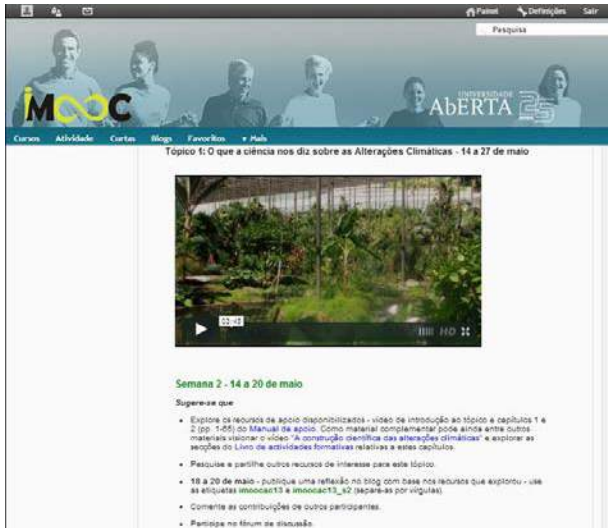 Painel Definições Sair
Pesquisa
iMOOC
UNIVERSIDADE
AbERTA 25
Cursos Atividade Curtas Blogs Favoritos ▾ Mais
Tópico 1: O que a ciência nos diz sobre as Alterações Climáticas - 14 a 27 de maio
03:48
HD
Semana 2 - 14 a 20 de maio
Sugere-se que
• Explore os recursos de apoio disponibilizados - vídeo de introdução ao tópico e capítulos 1 e
2 (pp. 1-65) do Manual de apoio. Como material complementar pode ainda entre outros
materiais visionar o vídeo "A construção científica das alterações climáticas" e explorar as
secções do Livro de actividades formativas relativas a estes capítulos.
• Pesquise e partilhe outros recursos de interesse para este tópico.
• 18 a 20 de maio - publique uma reflexão no blog com base nos recursos que explorou - use
as etiquetas imoocac13 e imoocac13_s2 (separe-as por vírgulas).
• Comente as contribuições de outros participantes.
• Participe no fórum de discussão.